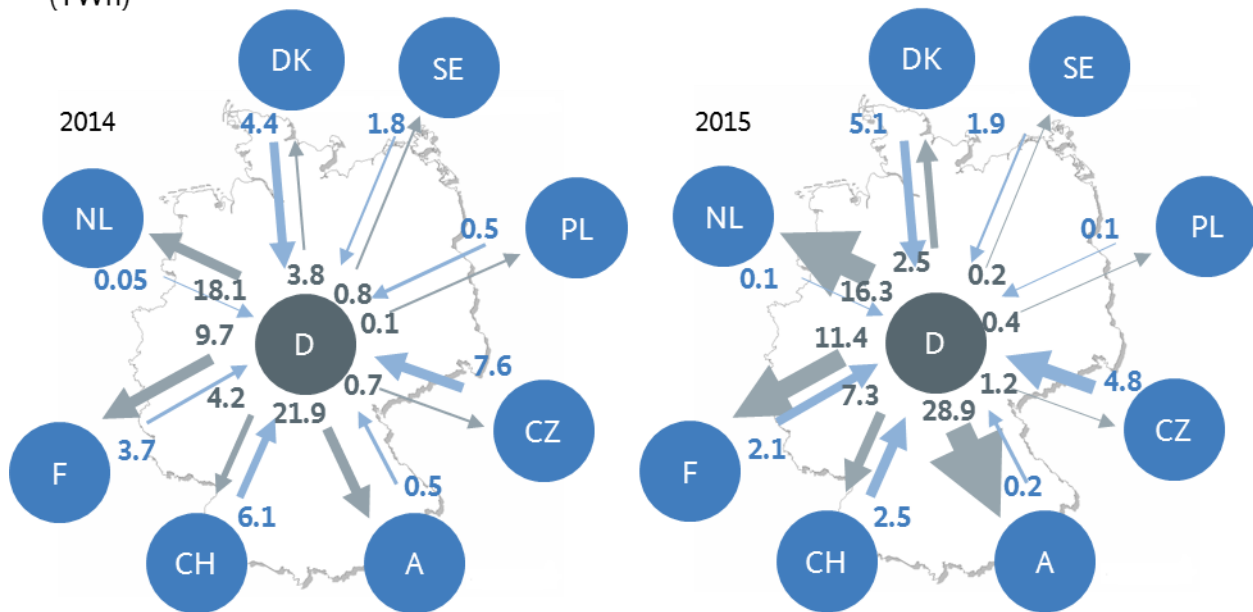 (TWh)
DK
SE
2014
4.4
1.8
NL
PL
0.5
0.05
18.1
3.8
0.8
0.1
9.7
D
7.6
4.2
21.9
0.7
3.7
CZ
F
6.1
0.5
CH
A
DK
SE
2015
5.1
1.9
NL
PL
0.1
0.1
16.3
2.5
0.2
0.4
11.4
D
4.8
7.3
28.9
1.2
2.1
CZ
F
2.5
0.2
CH
A